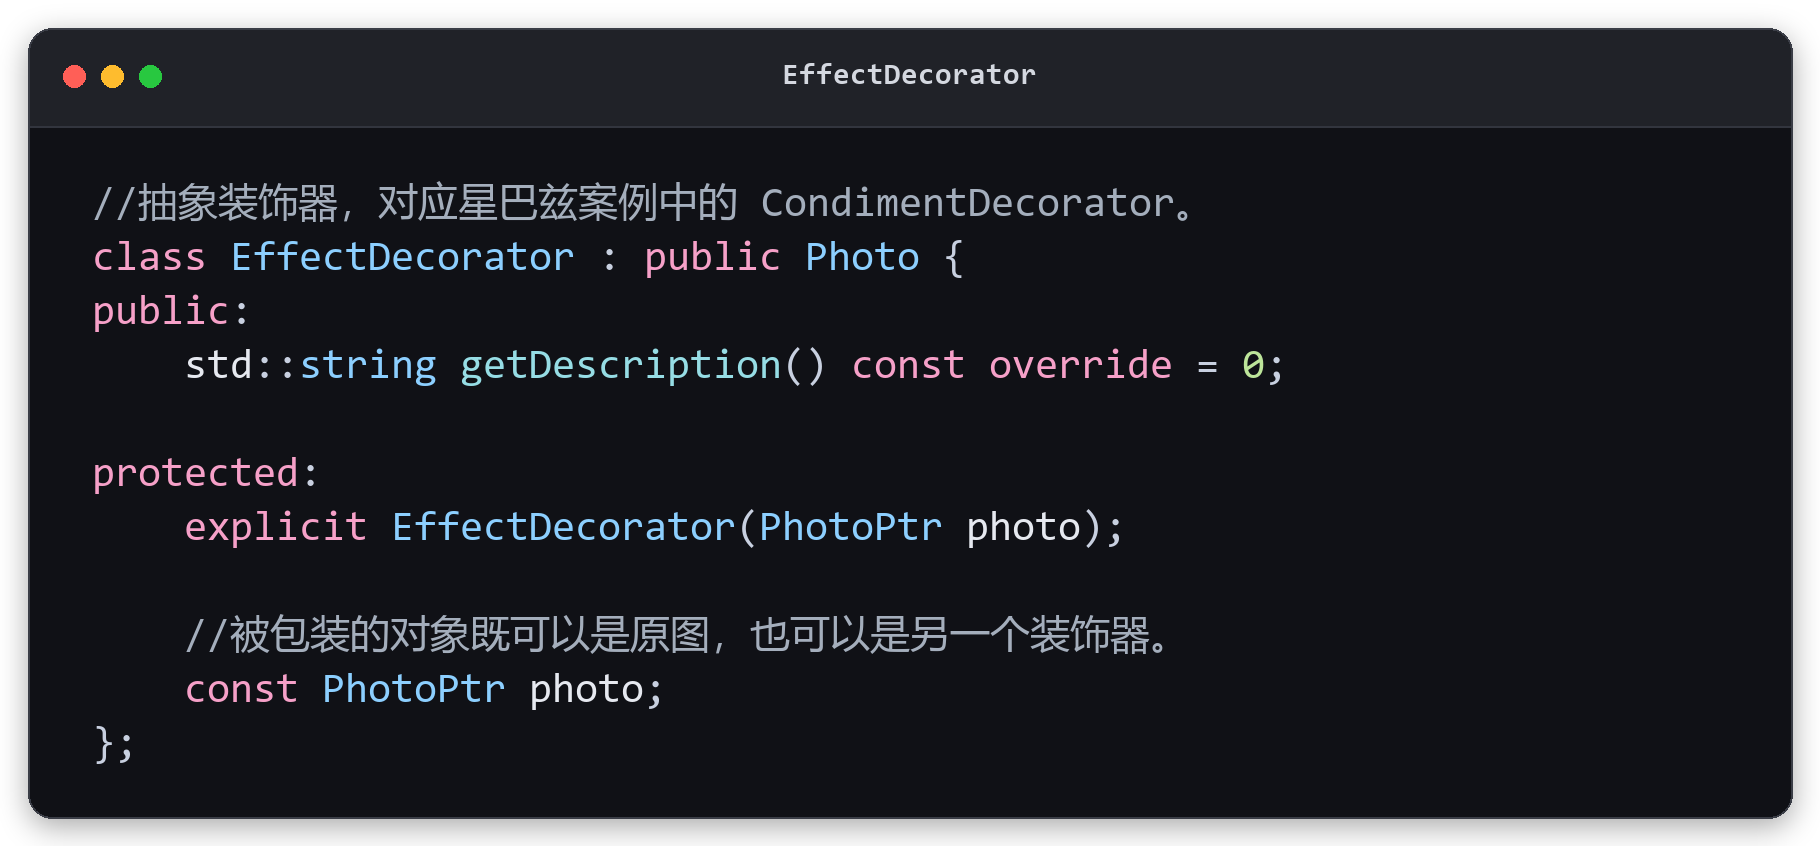 EffectDecorator
//抽象装饰器，对应星巴兹案例中的 CondimentDecorator。
class EffectDecorator : public Photo {
public:
    std::string getDescription() const override = 0;
protected:
    explicit EffectDecorator(PhotoPtr photo);
    //被包装的对象既可以是原图，也可以是另一个装饰器。
    const PhotoPtr photo;
};